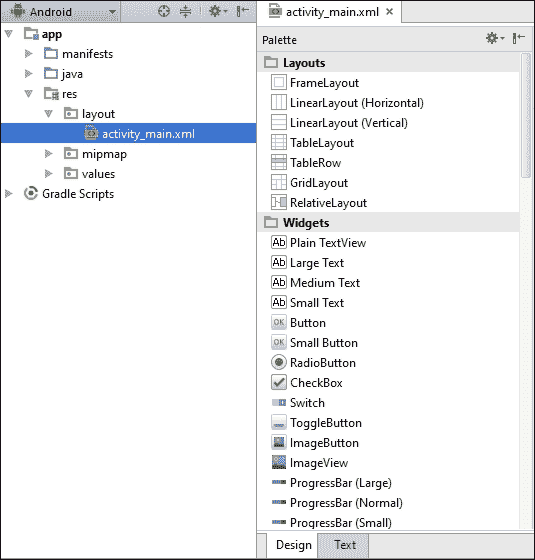 Android
app
manifests
java
res
layout
activity_main.xml
mipmap
values
Gradle Scripts
activity_main.xml
Palette
Layouts
FrameLayout
LinearLayout (Horizontal)
LinearLayout (Vertical)
TableLayout
TableRow
GridLayout
RelativeLayout
Widgets
Ab Plain TextView
Ab Large Text
Ab Medium Text
Ab Small Text
OK Button
OK Small Button
RadioButton
CheckBox
Switch
ToggleButton
ImageButton
ImageView
ProgressBar (Large)
ProgressBar (Normal)
ProgressBar (Small)
Design Text